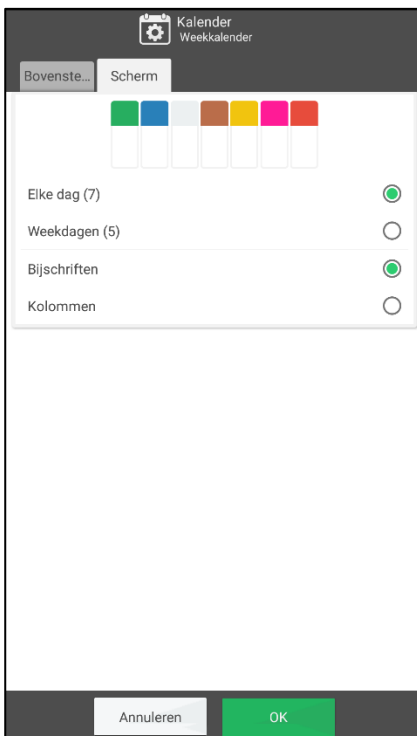 Kalender
Weekkalender
Bovenste...
Scherm
Elke dag (7)
Weekdagen (5)
Bijschriften
Kolommen
Annuleren
OK